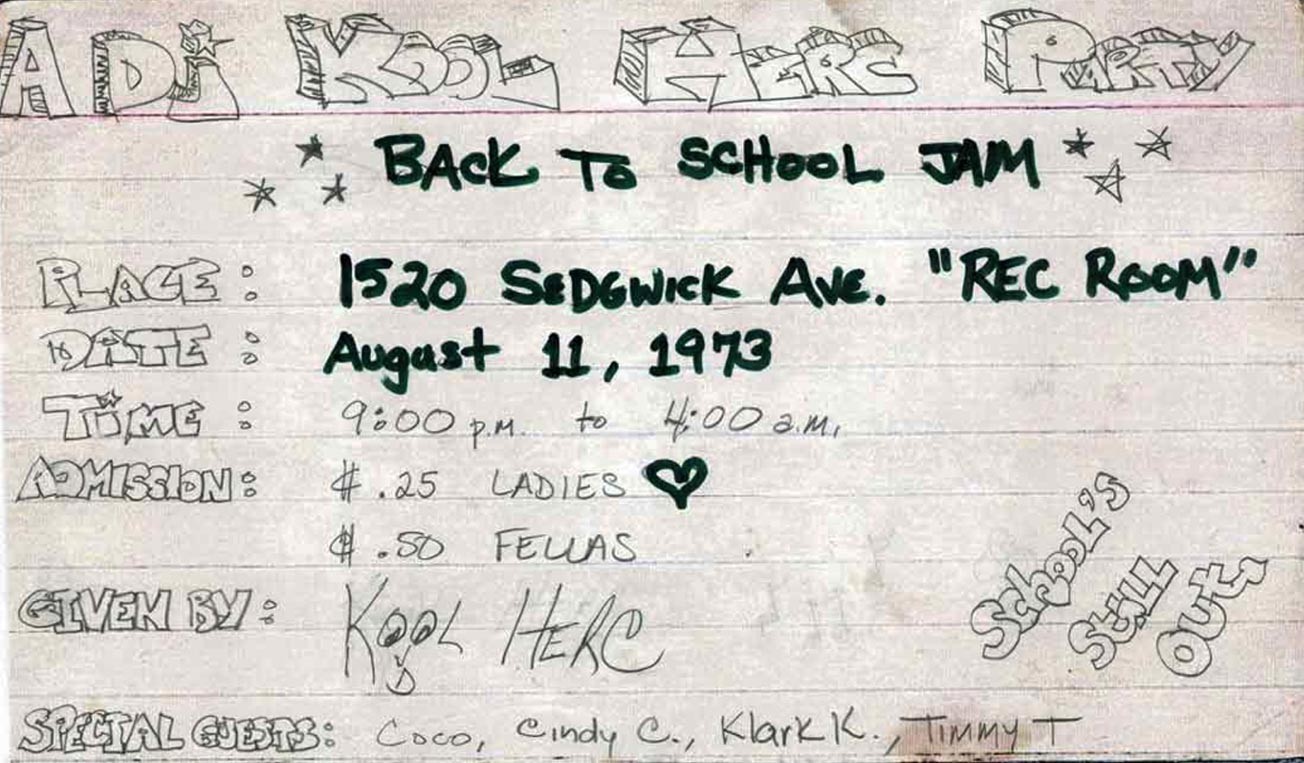 A DJ KOOL HERC PARTY
BACK TO SCHOOL JAM
PLACE: 1520 SEDGWICK AVE. "REC ROOM"
DATE: August 11, 1973
TIME: 9:00 p.m. to 4:00 a.m.
ADMISSION: $.25 LADIES
$.50 FELLAS
GIVEN BY: KOOL HERC
SCHOOL'S
STILL
OUT
SPECIAL GUESTS: Coco, Cindy C., Klark K., Timmy T